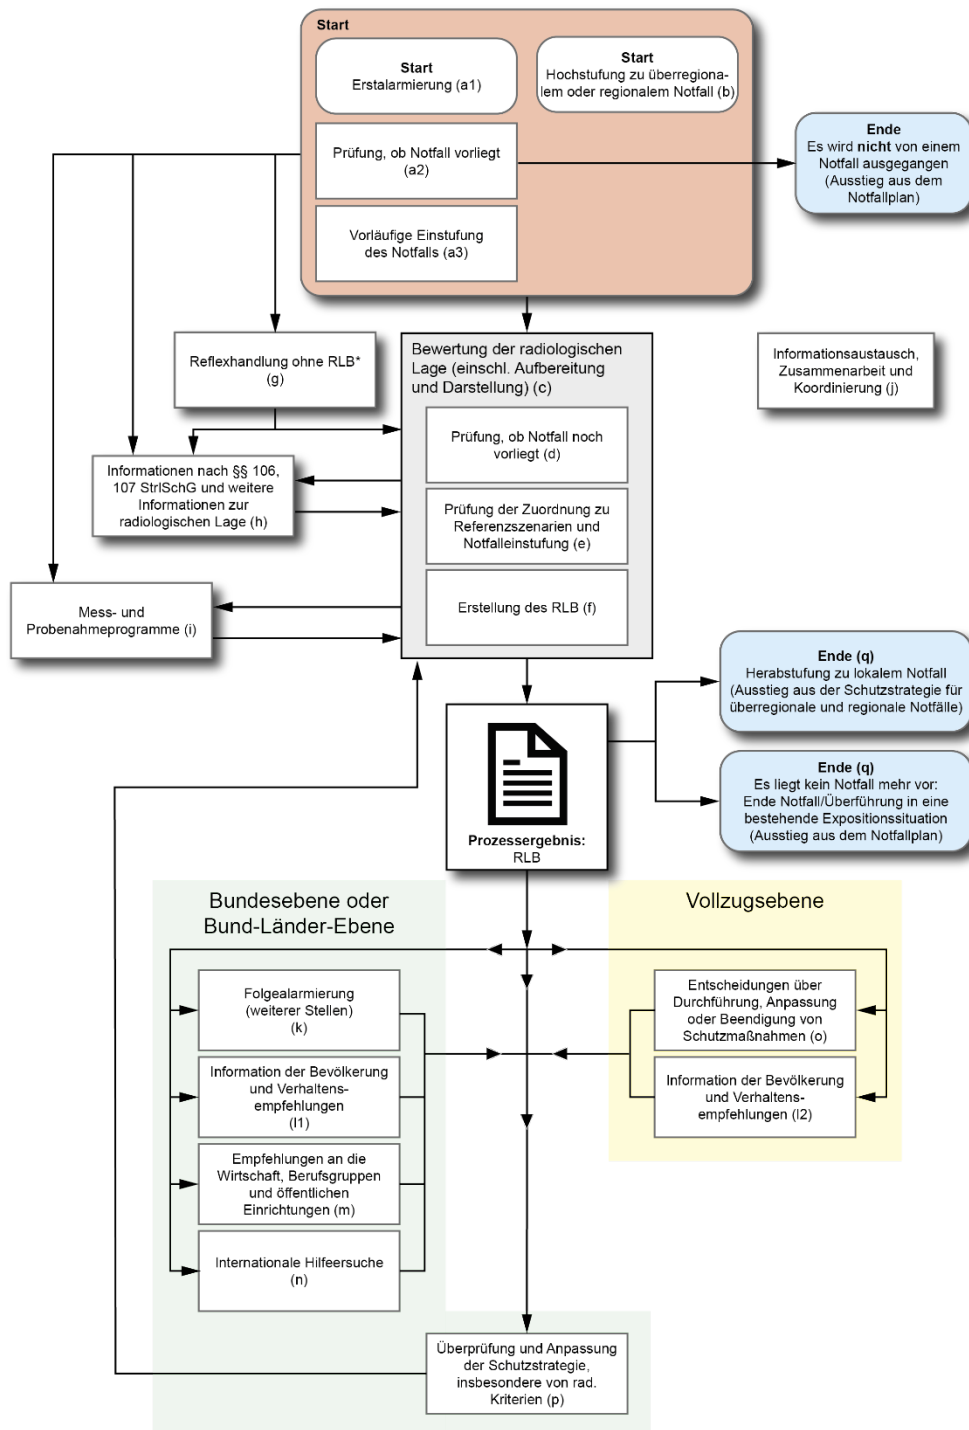 Start
Start
Erstalarmierung (a1)
Start
Hochstufung zu überregiona-
lem oder regionalem Notfall (b)
Prüfung, ob Notfall vorliegt
(a2)
Vorläufige Einstufung
des Notfalls (a3)
Ende
Es wird nicht von einem
Notfall ausgegangen
(Ausstieg aus dem
Notfallplan)
Reflexhandlung ohne RLB*
(g)
Bewertung der radiologischen
Lage (einschl. Aufbereitung
und Darstellung) (c)
Informationsaustausch,
Zusammenarbeit und
Koordinierung (j)
Prüfung, ob Notfall noch
vorliegt (d)
Informationen nach §§ 106,
107 StrlSchG und weitere
Informationen zur
radiologischen Lage (h)
Prüfung der Zuordnung zu
Referenzszenarien und
Notfalleinstufung (e)
Mess- und
Probenahmeprogramme (i)
Erstellung des RLB (f)
Ende (q)
Herabstufung zu lokalem Notfall
(Ausstieg aus der Schutzstrategie für
überregionale und regionale Notfälle)
Ende (q)
Es liegt kein Notfall mehr vor:
Ende Notfall/Überführung in eine
bestehende Expositionssituation
(Ausstieg aus dem Notfallplan)
Prozessergebnis:
RLB
Bundesebene oder
Bund-Länder-Ebene
Vollzugsebene
Folgealarmierung
(weiterer Stellen)
(k)
Entscheidungen über
Durchführung, Anpassung
oder Beendigung von
Schutzmaßnahmen (o)
Information der Bevölkerung
und Verhaltens-
empfehlungen
(l1)
Information der Bevölkerung
und Verhaltens-
empfehlungen (l2)
Empfehlungen an die
Wirtschaft, Berufsgruppen
und öffentlichen
Einrichtungen (m)
Internationale Hilfeersuche
(n)
Überprüfung und Anpassung
der Schutzstrategie,
insbesondere von rad.
Kriterien (p)